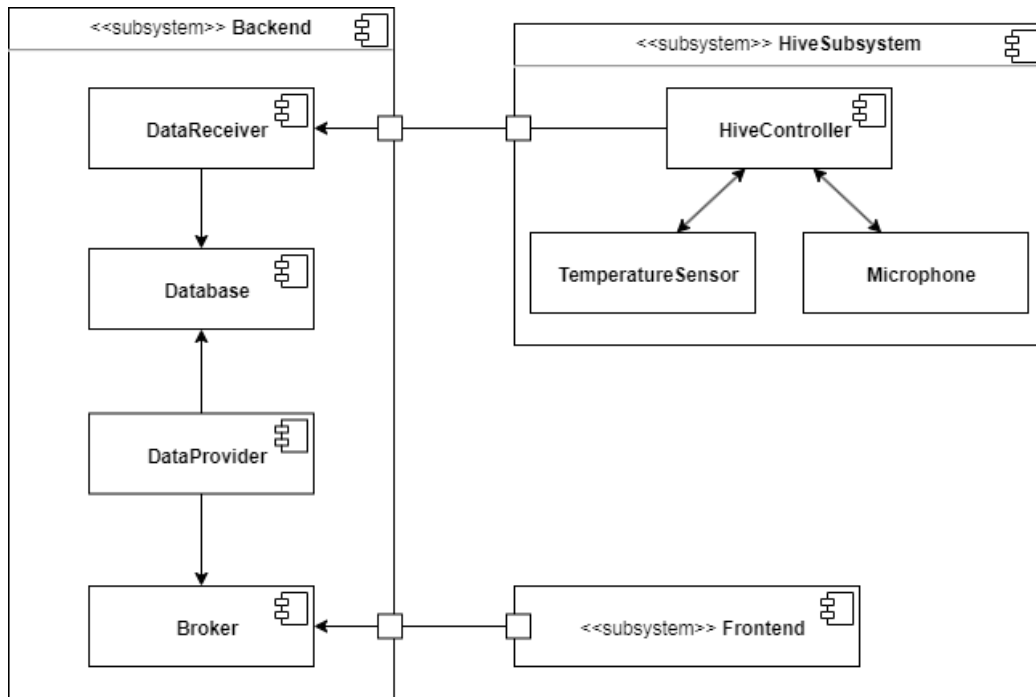 <<subsystem>> Backend
<<subsystem>> HiveSubsystem
DataReceiver
HiveController
TemperatureSensor
Microphone
Database
DataProvider
Broker
<<subsystem>> Frontend